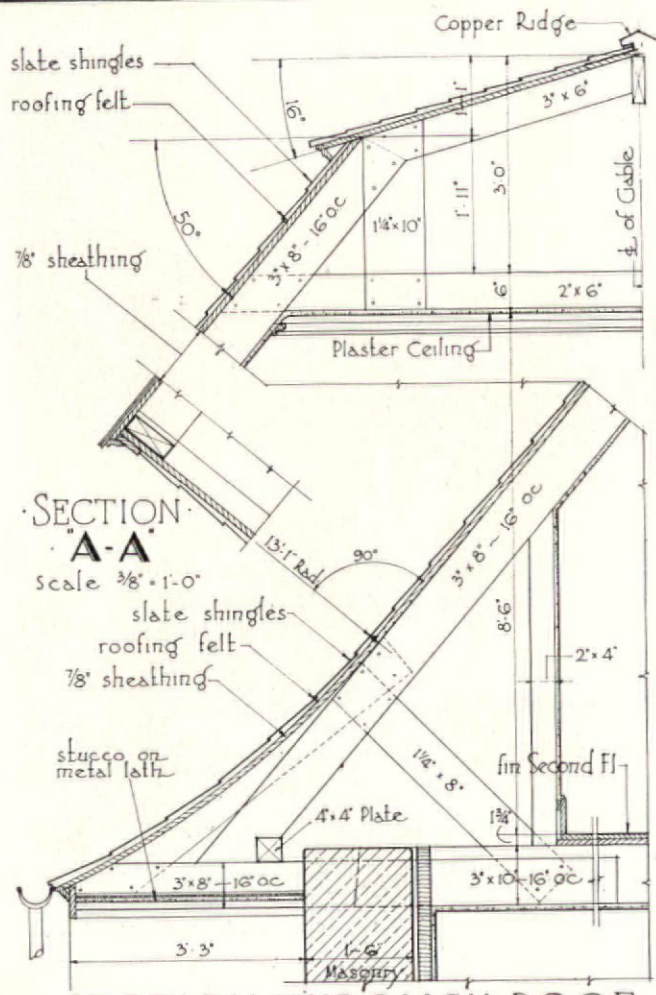 Copper Ridge
slate shingles
roofing felt
16°
3" x 6"
1'-1"
3'-0"
1'-11"
50°
3" x 8" ~ 16" O.C.
1¼" x 10"
℄ of Gable
⅞" sheathing
6"
2" x 6"
Plaster Ceiling
SECTION
"A-A"
Scale ⅜" = 1'-0"
13'-1" Rad.
90°
3" x 8" ~ 16" O.C.
slate shingles
roofing felt
⅞" sheathing
8'-6"
2" x 4"
stucco on
metal lath
1¼" x 8"
fin Second Fl
4" x 4" Plate
1¾"
3" x 8" ~ 16" O.C.
3" x 10" ~ 16" O.C.
3'-3"
1'-6"
Masonry